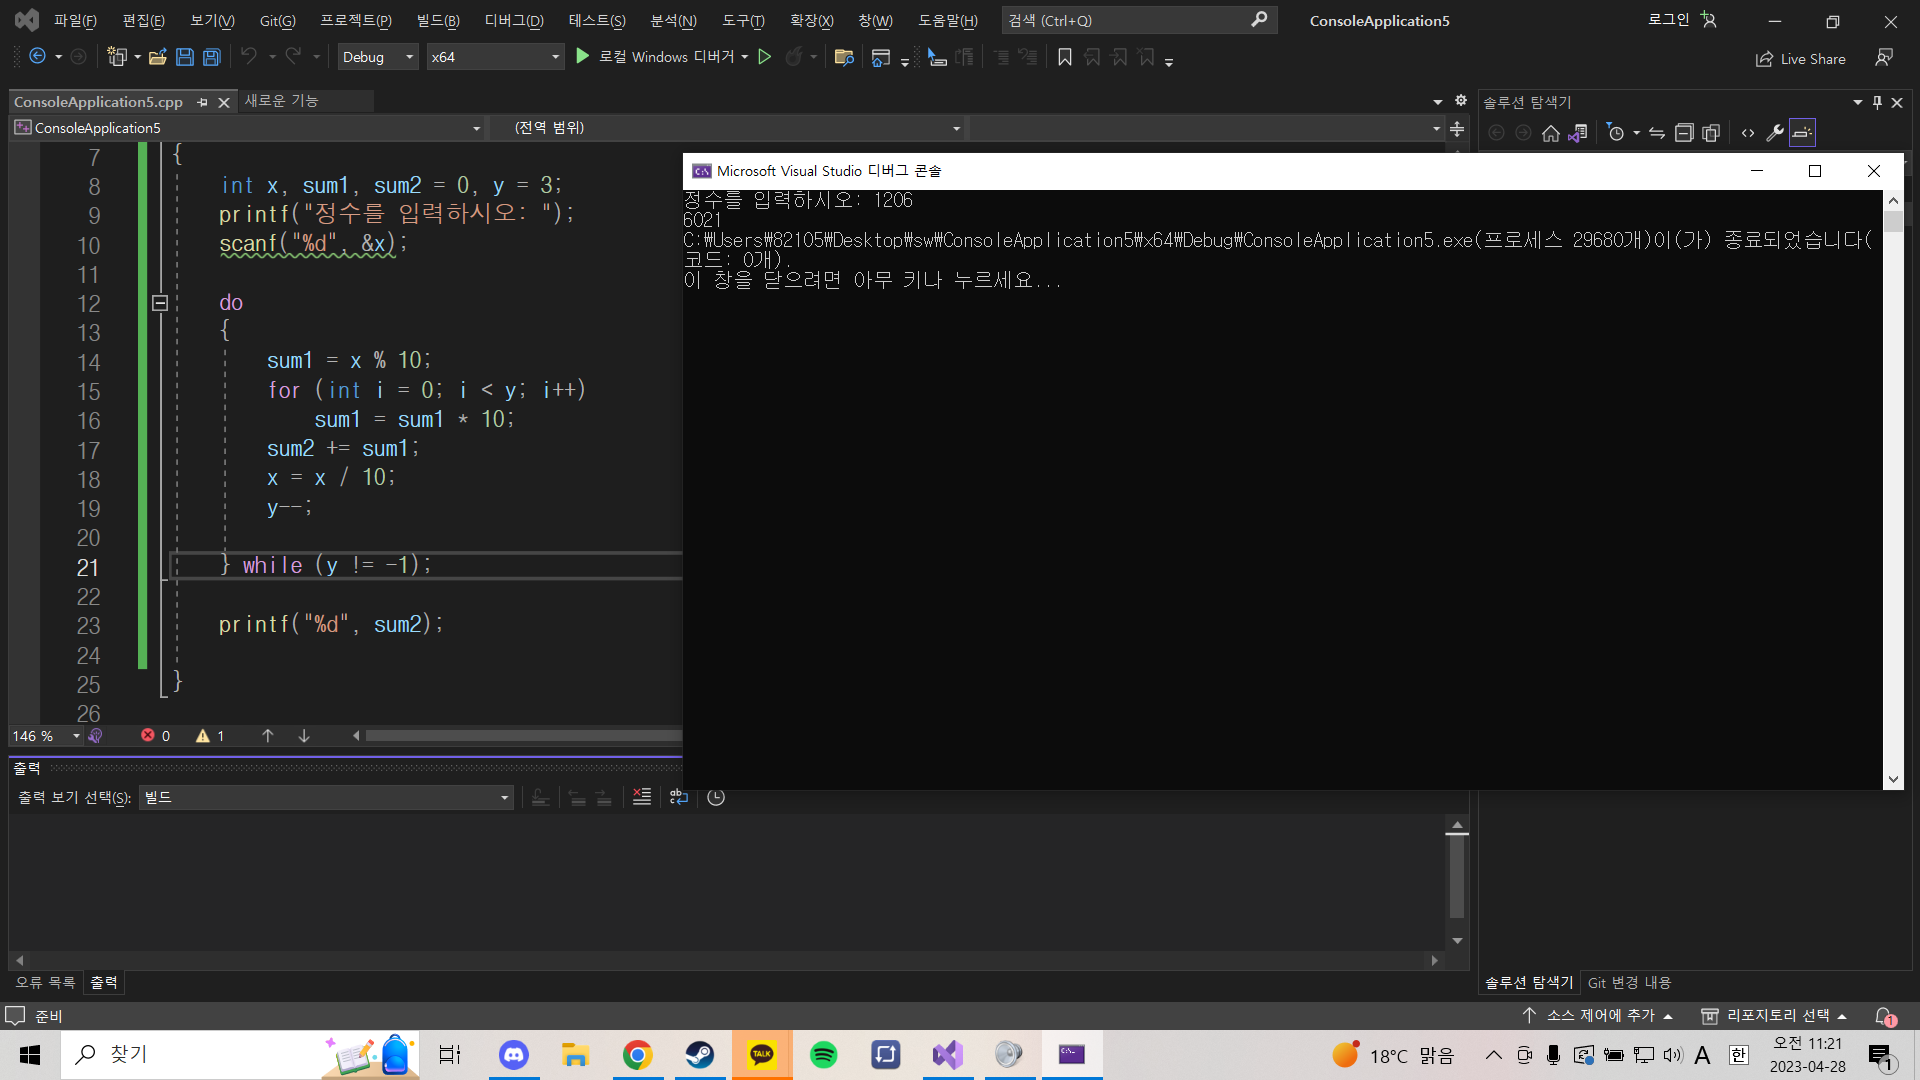 파일(F) 편집(E) 보기(V) Git(G) 프로젝트(P) 빌드(B) 디버그(D) 테스트(S) 분석(N) 도구(T) 확장(X) 창(W) 도움말(H) 검색 (Ctrl+Q) ConsoleApplication5 로그인
Debug x64 로컬 Windows 디버거 Live Share
ConsoleApplication5.cpp 새로운 기능
솔루션 탐색기
ConsoleApplication5 (전역 범위)
7 {
8 int x, sum1, sum2 = 0, y = 3;
9 printf("정수를 입력하시오: ");
10 scanf("%d", &x);
11
12 do
13 {
14 sum1 = x % 10;
15 for (int i = 0; i < y; i++)
16 sum1 = sum1 * 10;
17 sum2 += sum1;
18 x = x / 10;
19 y--;
20
21 } while (y != -1);
22
23 printf("%d", sum2);
24
25 }
26
Microsoft Visual Studio 디버그 콘솔
정수를 입력하시오: 1206
6021
C:₩Users₩82105₩Desktop₩sw₩ConsoleApplication5₩x64₩Debug₩ConsoleApplication5.exe(프로세스 29680개)이(가) 종료되었습니다(
코드: 0개).
이 창을 닫으려면 아무 키나 누르세요...
146 % 0 1
출력
출력 보기 선택(S): 빌드
오류 목록 출력
솔루션 탐색기 Git 변경 내용
준비 소스 제어에 추가 리포지토리 선택 1
찾기 TALK 18°C 맑음 A 한 오전 11:21
2023-04-28 1